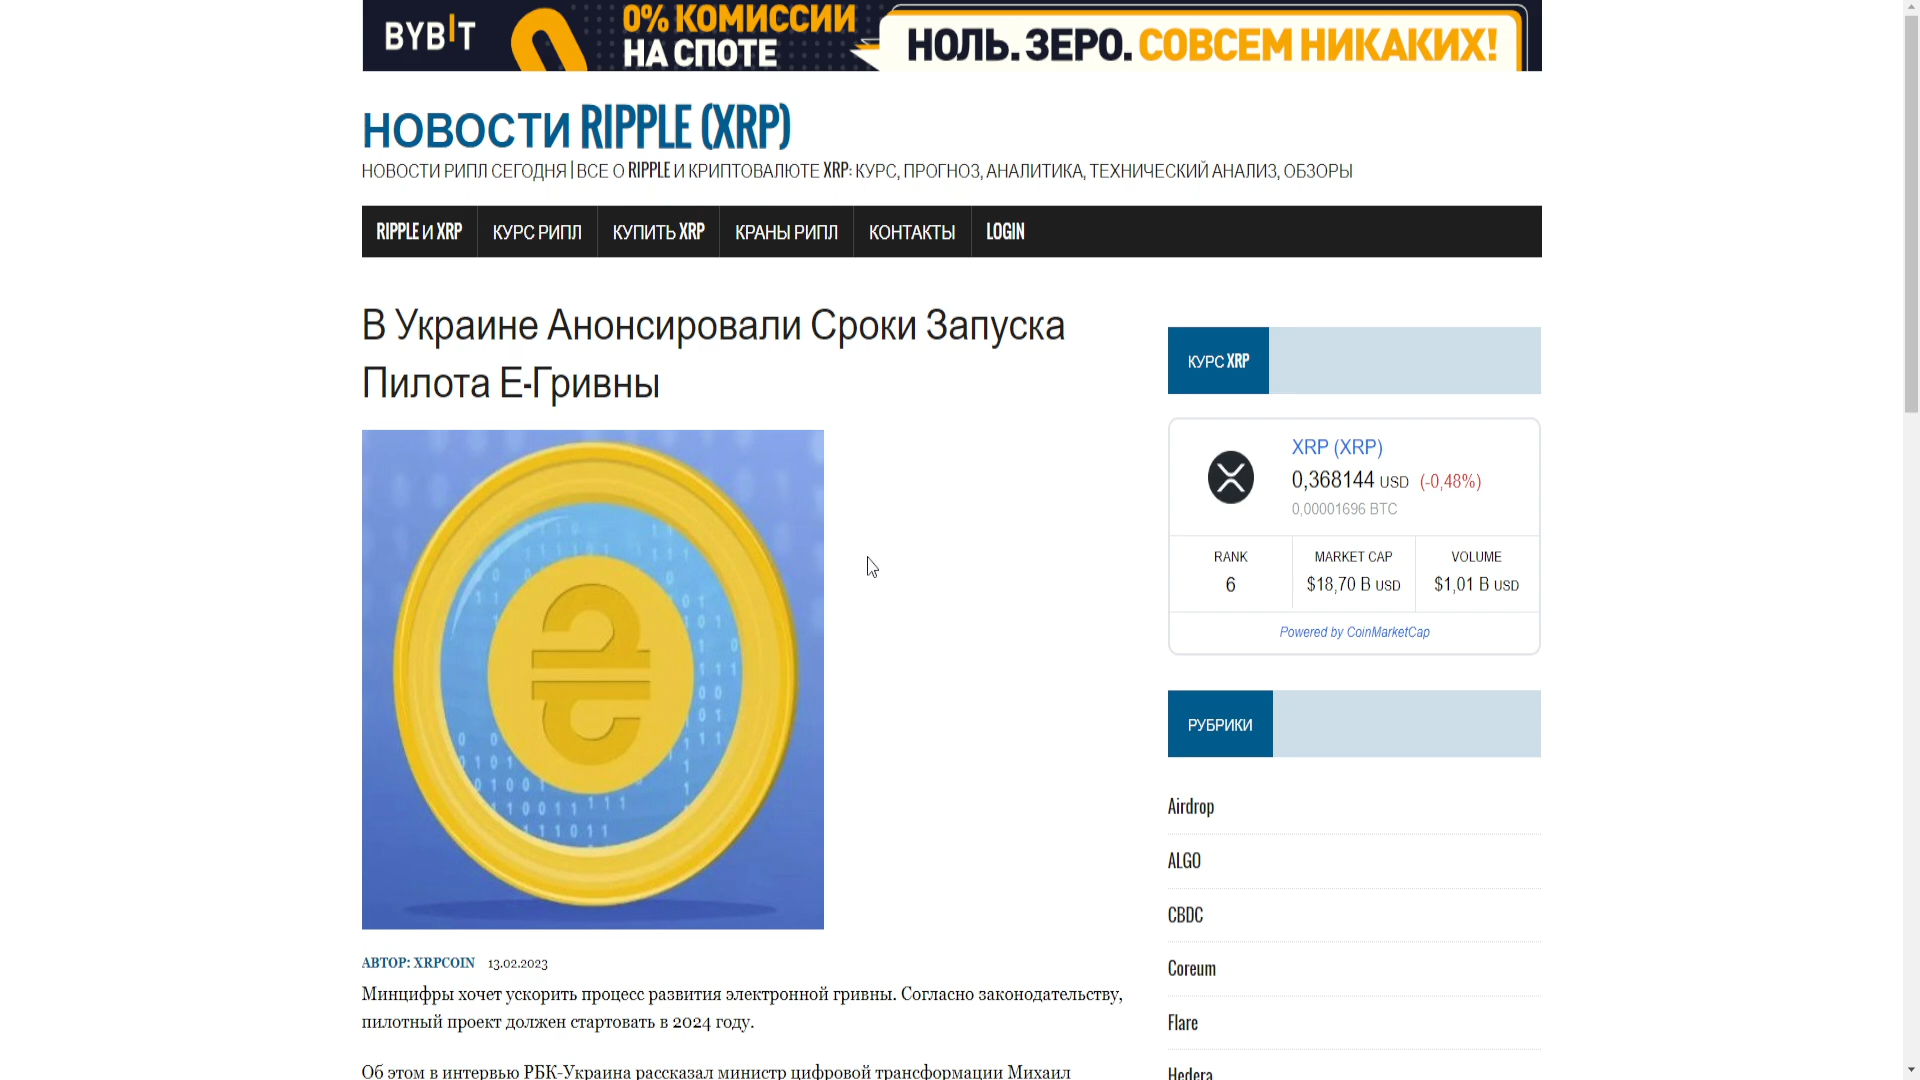 BYBIT
0% КОМИССИИ
НА СПОТЕ
НОЛЬ. ЗЕРО. СОВСЕМ НИКАКИХ!
НОВОСТИ RIPPLE (XRP)
НОВОСТИ РИПЛ СЕГОДНЯ | ВСЕ О RIPPLE И КРИПТОВАЛЮТЕ XRP: КУРС, ПРОГНОЗ, АНАЛИТИКА, ТЕХНИЧЕСКИЙ АНАЛИЗ, ОБЗОРЫ
RIPPLE И XRP КУРС РИПЛ КУПИТЬ XRP КРАНЫ РИПЛ КОНТАКТЫ LOGIN
В Украине Анонсировали Сроки Запуска
Пилота Е-Гривны
АВТОР: XRPCOIN 13.02.2023
Минцифры хочет ускорить процесс развития электронной гривны. Согласно законодательству,
пилотный проект должен стартовать в 2024 году.
Об этом в интервью РБК-Украина рассказал министр цифровой трансформации Михаил
КУРС XRP
XRP (XRP)
0,368144 USD (-0,48%)
0,00001696 BTC
RANK
6
MARKET CAP
$18,70 B USD
VOLUME
$1,01 B USD
Powered by CoinMarketCap
РУБРИКИ
Airdrop
ALGO
CBDC
Coreum
Flare
Hedera